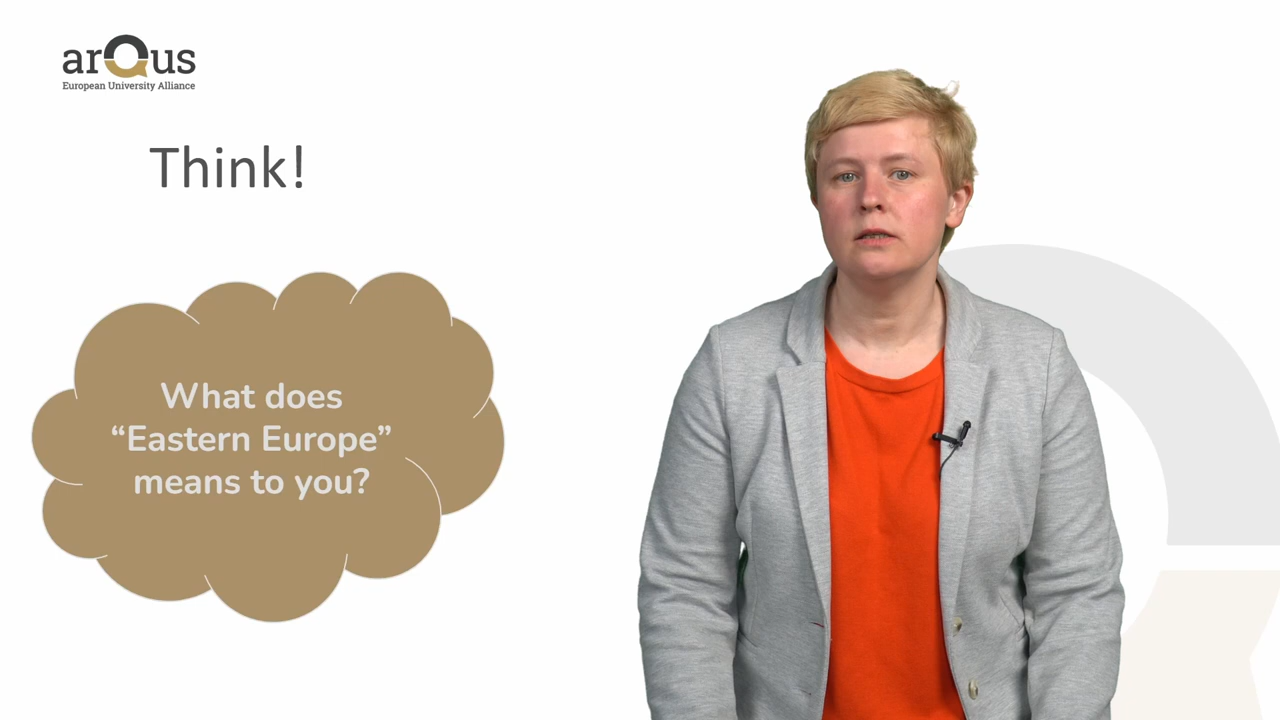 arQus
European University Alliance
Think!
What does
“Eastern Europe”
means to you?